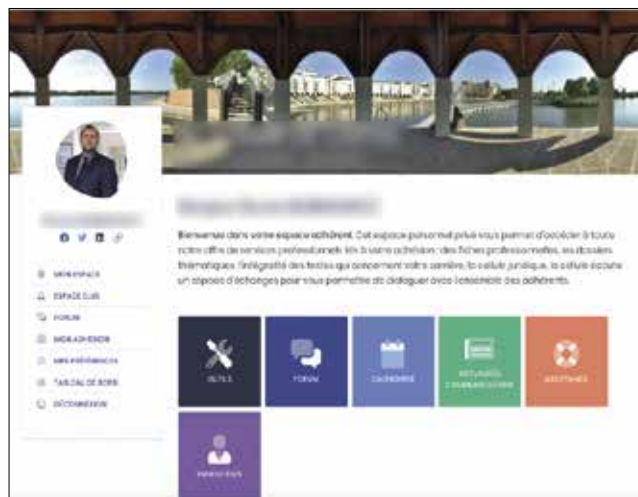 Bienvenue dans votre espace adhérent. Cet espace personnel privé vous permet d'accéder à toute
notre offre de services professionnels liés à votre adhésion : des fiches professionnelles, les dossiers
thématiques, l'intégralité des textes qui concernent votre carrière, la cellule juridique, la cellule écoute
un espace d'échanges pour vous permettre de dialoguer avec l'ensemble des adhérents.
MON ESPACE
ESPACE CLUB
FORUM
MON ADHÉSION
MES PRÉFÉRENCES
TABLEAU DE BORD
DÉCONNEXION
OUTILS
FORUM
CALENDRIER
ACTUALITÉS
ASSISTANCE